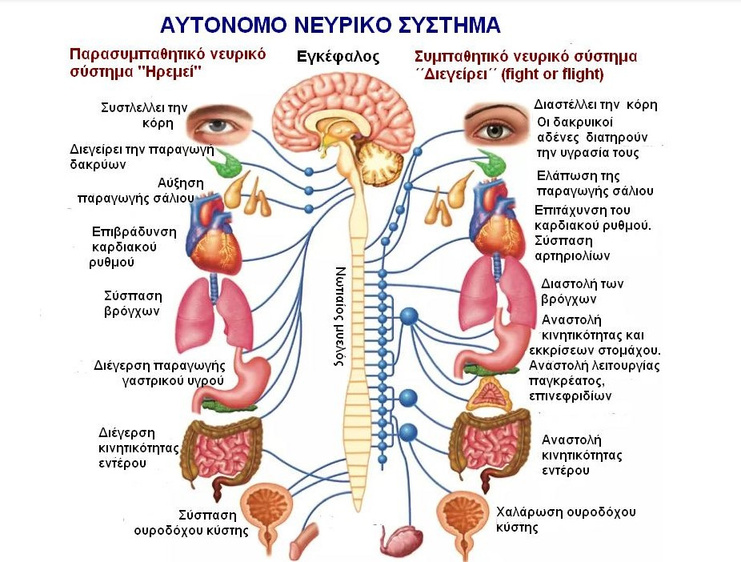 ΑΥΤΟΝΟΜΟ ΝΕΥΡΙΚΟ ΣΥΣΤΗΜΑ
Παρασυμπαθητικό νευρικό
σύστημα "Ηρεμεί"
Εγκέφαλος
Συμπαθητικό νευρικό σύστημα
΄΄Διεγείρει΄΄ (fight or flight)
Συστλελλει την
κόρη
Διεγείρει την παραγωγή
δακρύων
Αύξηση
παραγωγής σάλιου
Επιβράδυνση
καρδιακού
ρυθμού
Σύσπαση
βρόγχων
Διέγερση παραγωγής
γαστρικού υγρού
Διέγερση
κινητικότητας
εντέρου
Σύσπαση
ουροδόχου κύστης
Νωτιαίος μυελός
Διαστέλλει την κόρη
Οι δακρυικοί
αδένες διατηρούν
την υγρασία τους
Ελάπωση της
παραγωγής σάλιου
Επιτάχυνση του
καρδιακού ρυθμού.
Σύσπαση
αρτηριολίων
Διαστολή των
βρόγχων
Αναστολή
κινητικότητας και
εκκρίσεων στομάχου.
Αναστολή λειτουργίας
παγκρέατος,
επινεφριδίων
Αναστολή
κινητικότητας
εντέρου
Χαλάρωση ουροδόχου
κύστης